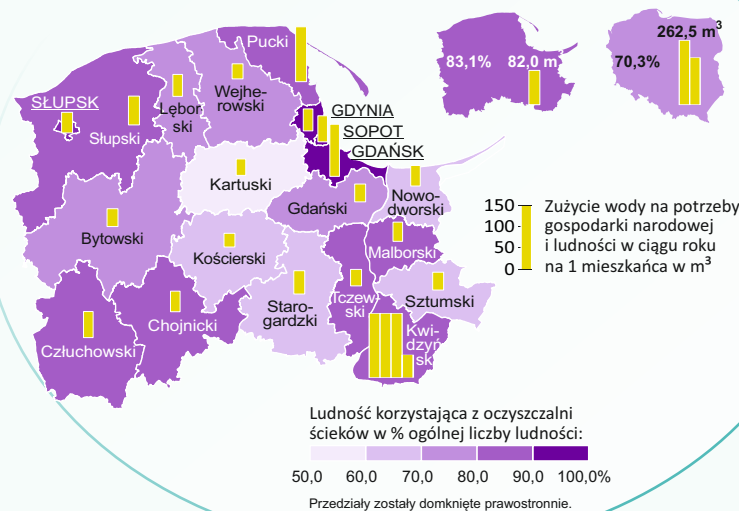 262,5 m³
70,3%
83,1% 82,0 m
Pucki
Wejhe-
rowski
Lębor
ski
SŁUPSK
Słupski
GDYNIA
SOPOT
GDAŃSK
Kartuski
Gdański
Nowo-
dworski
Bytowski
Kościerski
Malborski
Staro-
gardzki
Tczew-
ski
Sztumski
Chojnicki
Człuchowski
Kwi
dzyń
ski
150
100
50
0
Zużycie wody na potrzeby
gospodarki narodowej
i ludności w ciągu roku
na 1 mieszkańca w m³
Ludność korzystająca z oczyszczalni
ścieków w % ogólnej liczby ludności:
50,0 60,0 70,0 80,0 90,0 100,0%
Przedziały zostały domknięte prawostronnie.